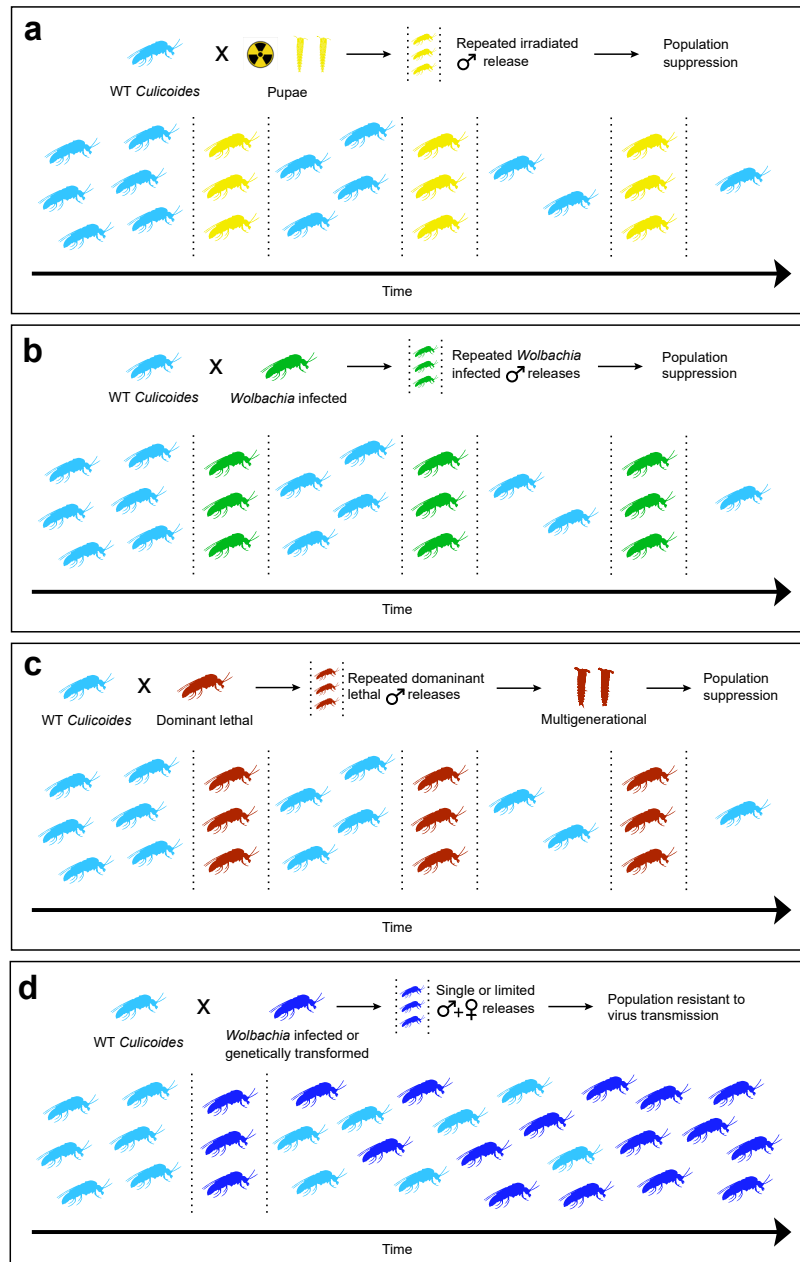 a
X
Repeated irradiated
♂ release
Population
suppression
WT Culicoides
Pupae
Time
b
X
Repeated Wolbachia
infected ♂ releases
Population
suppression
WT Culicoides
Wolbachia infected
Time
c
X
Repeated domaninant
lethal ♂ releases
Population
suppression
WT Culicoides
Dominant lethal
Multigenerational
Time
d
X
Single or limited
♂+♀ releases
Population resistant to
virus transmission
WT Culicoides
Wolbachia infected or
genetically transformed
Time